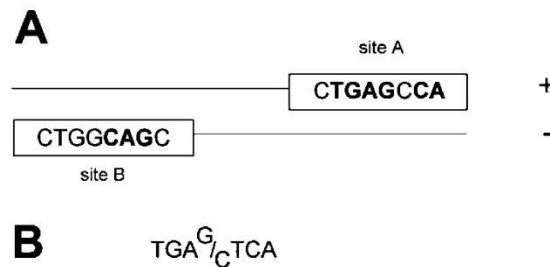 A
site A
CTGAGCCA +
CTGGCAGC -
site B
B TGAG/CTCA